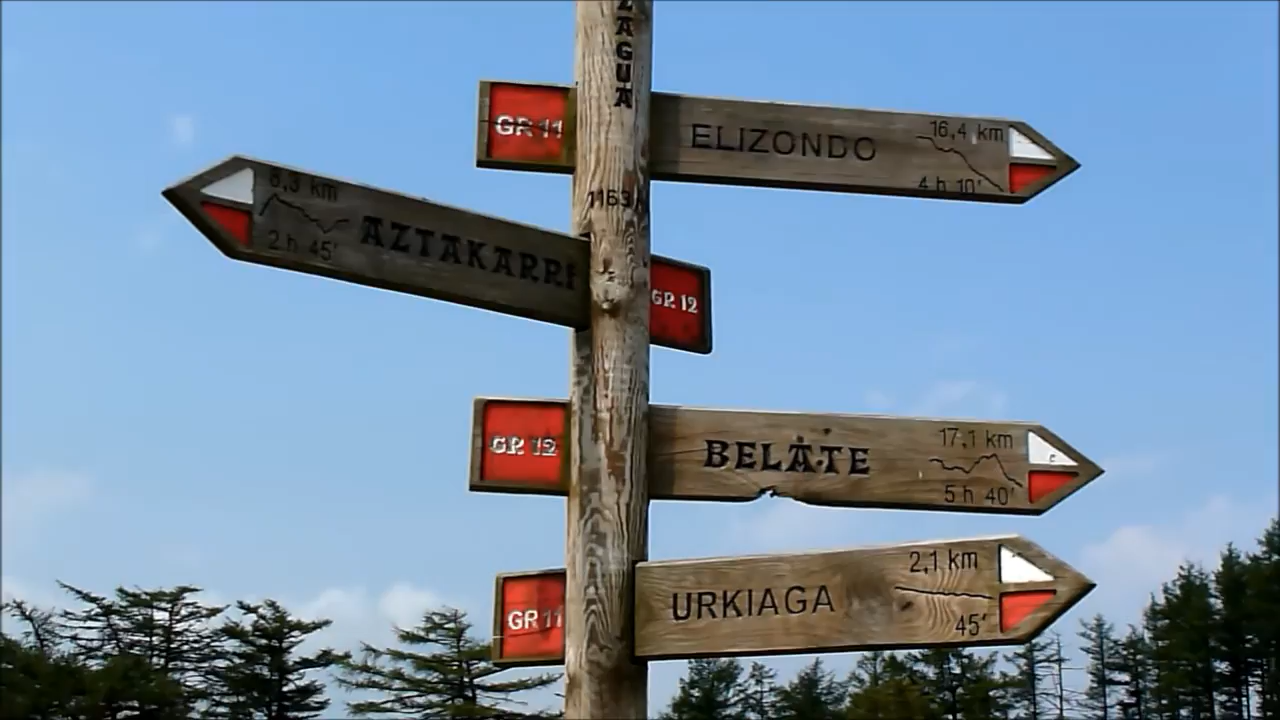 ZAGUA
GR 11
ELIZONDO
16,4 km
4 h 10'
1163
8,3 km
2 h 45'
AZTAKARRI
GR 12
GR 12
BELATE
17,1 km
5 h 40'
GR 11
URKIAGA
2,1 km
45'